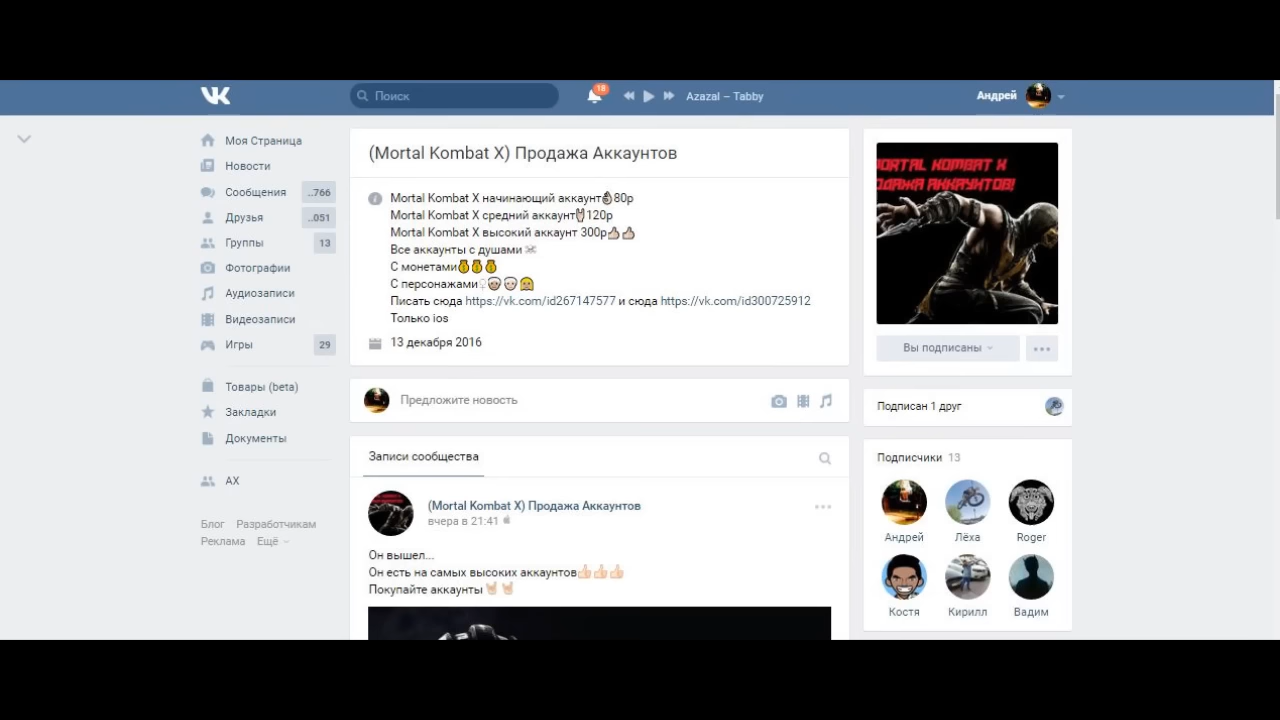 Поиск
18
Azazal – Tabby
Андрей
Моя Страница
Новости
Сообщения ..766
Друзья ..051
Группы 13
Фотографии
Аудиозаписи
Видеозаписи
Игры 29
Товары (beta)
Закладки
Документы
AX
Блог Разработчикам
Реклама Ещё
(Mortal Kombat X) Продажа Аккаунтов
Mortal Kombat X начинающий аккаунт👌80р
Mortal Kombat X средний аккаунт🤘120р
Mortal Kombat X высокий аккаунт 300р👍👍
Все аккаунты с душами
С монетами💰💰💰
С персонажами
Писать сюда https://vk.com/id267147577 и сюда https://vk.com/id300725912
Только ios
13 декабря 2016
Предложите новость
Записи сообщества
(Mortal Kombat X) Продажа Аккаунтов
вчера в 21:41
Он вышел...
Он есть на самых высоких аккаунтов👍👍👍
Покупайте аккаунты🤘🤘
MORTAL KOMBAT X
ПРОДАЖА АККАУНТОВ!
Вы подписаны
Подписан 1 друг
Подписчики 13
Андрей Лёха Roger
Костя Кирилл Вадим